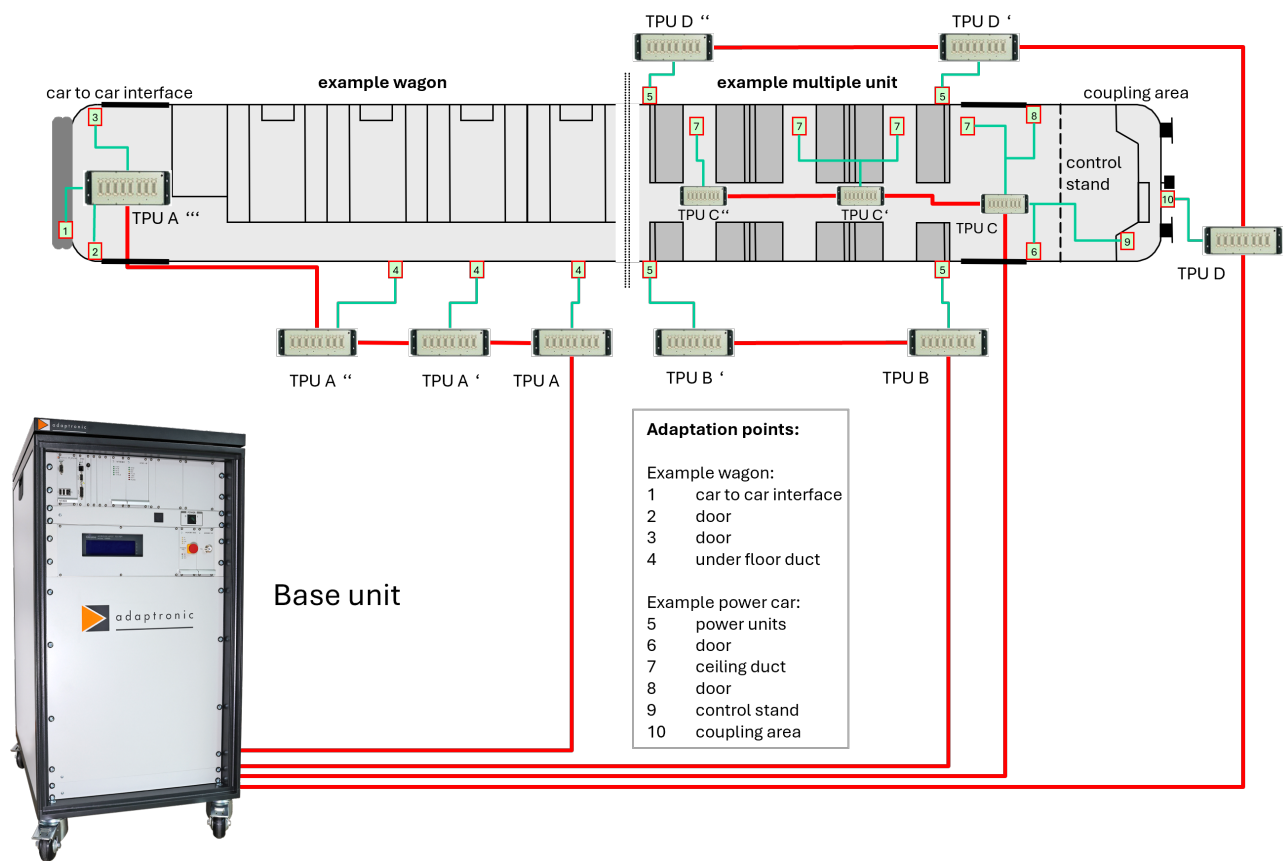 TPU D ‘‘
TPU D ‘
example wagon
example multiple unit
car to car interface
coupling area
5
5
3
7
7
7
7
8
control
stand
TPU A ‘‘‘
TPU C‘‘
TPU C‘
TPU C
10
1
2
6
9
TPU D
4
4
4
5
5
TPU A ‘‘
TPU A ‘
TPU A
TPU B ‘
TPU B
adaptronic
adaptronic
Base unit
Adaptation points:
Example wagon:
1 car to car interface
2 door
3 door
4 under floor duct
Example power car:
5 power units
6 door
7 ceiling duct
8 door
9 control stand
10 coupling area